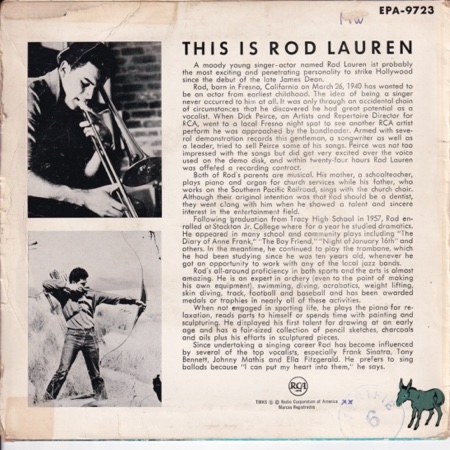 MW
EPA-9723
THIS IS ROD LAUREN
A moody young singer-actor named Rod Lauren ist probably
the most exciting and penetrating personality to strike Hollywood
since the debut of the late James Dean.
Rod, born in Fresna, California on March 26, 1940 has wanted to
be an actor from earliest childhood. The idea of being a singer
never occurred to him at all. It was only through an accidental chain
of circumstances that he discovered he had great potential as a
vocalist. When Dick Peirce, an Artists and Repertoire Director for
RCA, went to a local Fresno night spot to see another RCA artist
perform he was approached by the bandleader. Armed with seve-
ral demonstration records this gentleman, a songwriter as well as
a leader, tried to sell Peirce some of his songs. Peirce was not too
impressed with the songs but did get very excited over the voice
used on the demo disk, and within twenty-four hours Rod Lauren
was offered a recording contract.
Both of Rod's parents are musical. His mother, a schoolteacher,
plays piano and organ for church services while his father, who
works on the Southern Pacific Railroad, sings with the church choir.
Although their original intention was that Rod should be a dentist,
they went along with him when he showed a talent and sincere
interest in the entertainment field.
Following graduation from Tracy High School in 1957, Rod en-
rolled at Stockton Jr. College where for a year he studied dramatics.
He appeared in many school and community plays including "The
Diary of Anne Frank," "The Boy Friend," "Night of January 16th" and
others. In the meantime, he continued to play the trombone, which
he had been studying since he was ten years old, whenever he
got an opportunity to work with any of the local jazz bands.
Rod's all-around proficiency in both sports and the arts is almost
amazing. He is an expert in archery (even to the point of making
his own equipment), swimming, diving, acrobatics, weight lifting,
skin diving, track, football and baseball and has been awarded
medals or trophies in nearly all of these activities.
When not engaged in sporting life, he plays the piano for re-
laxation, reads parts to himself or spends time with painting and
sculpturing. He displayed his first talent for drawing at an early
age and has a fair-sized collection of pencil sketches, charcoals
and oils plus his efforts in sculptured pieces.
Since undertaking a singing career Rod has become influenced
by several of the top vocalists, especially Frank Sinatra, Tony
Bennett, Johnny Mathis and Ella Fitzgerald. He prefers to sing
ballads because "I can put my heart into them," he says.
RCA
TMK(s) ® © Radio Corporation of America
Marcas Registradas
6